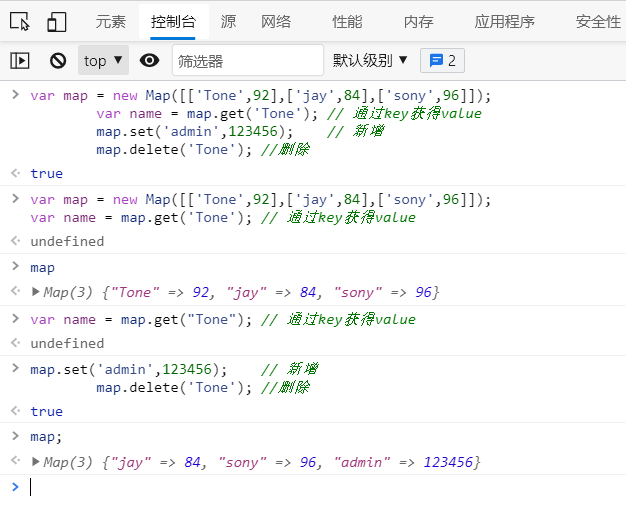 元素 控制台 源 网络 性能 内存 应用程序 安全性
top ▼ 筛选器 默认级别 ▼ 2
var map = new Map([['Tone',92],['jay',84],['sony',96]]);
var name = map.get('Tone'); // 通过key获得value
map.set('admin',123456); // 新增
map.delete('Tone'); //删除
true
var map = new Map([['Tone',92],['jay',84],['sony',96]]);
var name = map.get('Tone'); // 通过key获得value
undefined
map
Map(3) {"Tone" => 92, "jay" => 84, "sony" => 96}
var name = map.get("Tone"); // 通过key获得value
undefined
map.set('admin',123456); // 新增
map.delete('Tone'); //删除
true
map;
Map(3) {"jay" => 84, "sony" => 96, "admin" => 123456}